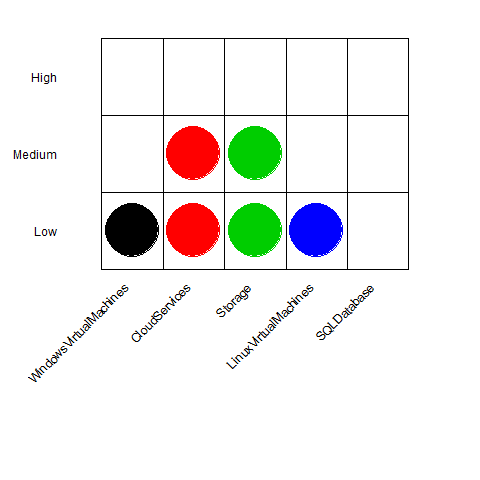 High
Medium
Low
WindowsVirtualMachines
CloudServices
Storage
LinuxVirtualMachines
SQLDatabase